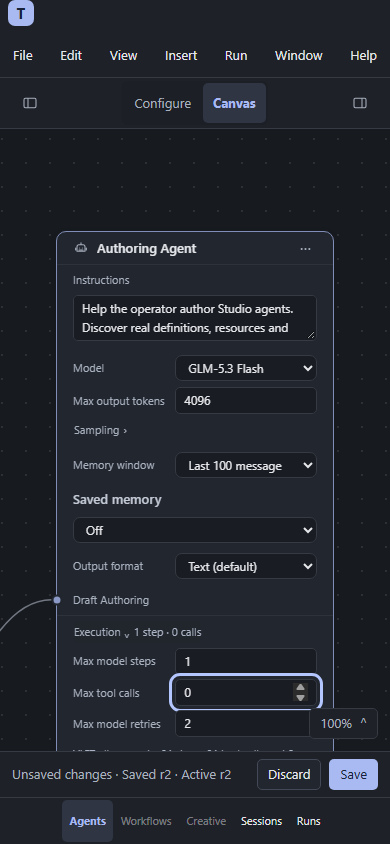 T
File Edit View Insert Run Window Help
Configure Canvas
Authoring Agent ...
Instructions
Help the operator author Studio agents.
Discover real definitions, resources and
Model GLM-5.3 Flash
Max output tokens 4096
Sampling ›
Memory window Last 100 message
Saved memory
Off
Output format Text (default)
Draft Authoring
Execution 1 step · 0 calls
Max model steps 1
Max tool calls 0
Max model retries 2
100% ^
Unsaved changes · Saved r2 · Active r2 Discard Save
Agents Workflows Creative Sessions Runs